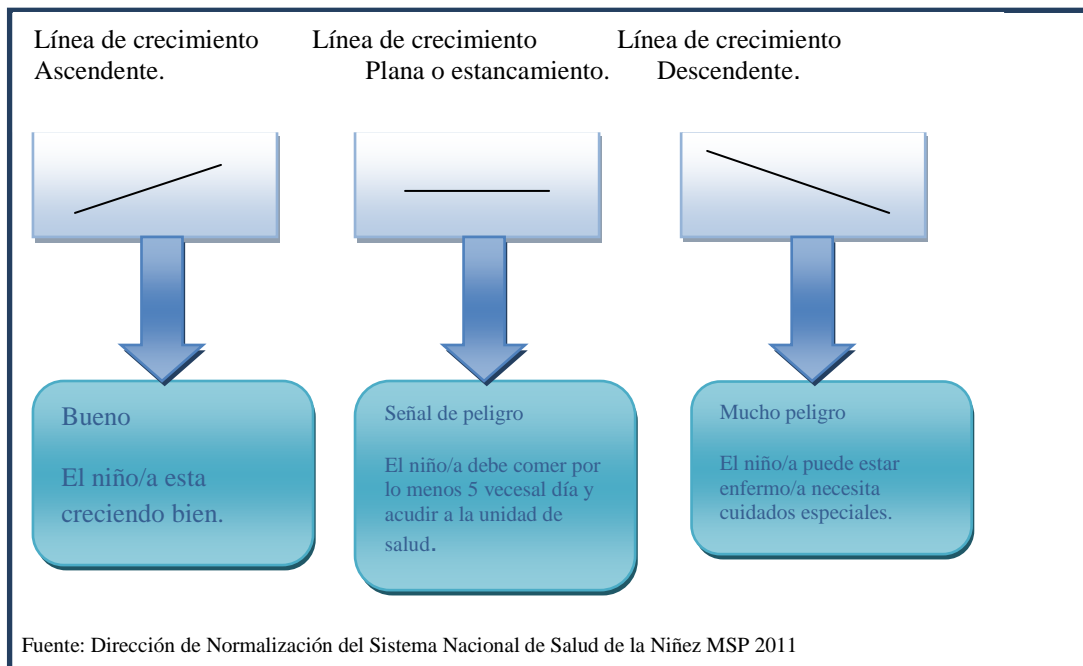 Línea de crecimiento
Ascendente.
Línea de crecimiento
Plana o estancamiento.
Línea de crecimiento
Descendente.
Bueno
El niño/a esta
creciendo bien.
Señal de peligro
El niño/a debe comer por
lo menos 5 vecesal día y
acudir a la unidad de
salud.
Mucho peligro
El niño/a puede estar
enfermo/a necesita
cuidados especiales.
Fuente: Dirección de Normalización del Sistema Nacional de Salud de la Niñez MSP 2011